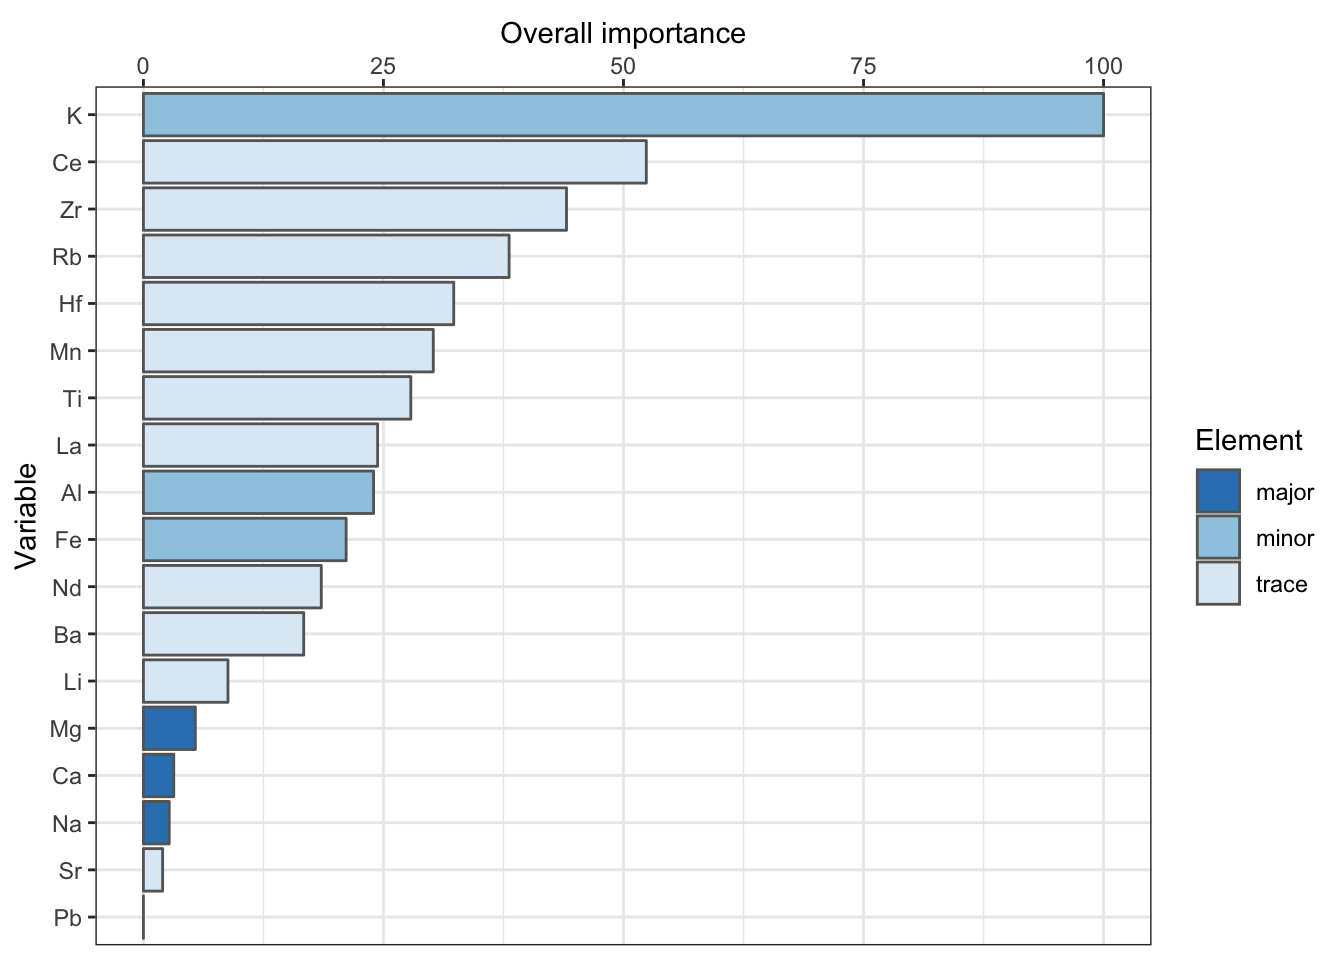 Overall importance
0 25 50 75 100
K
Ce
Zr
Rb
Hf
Mn
Ti
La
Al
Fe
Nd
Ba
Li
Mg
Ca
Na
Sr
Pb
Variable
Element
major
minor
trace